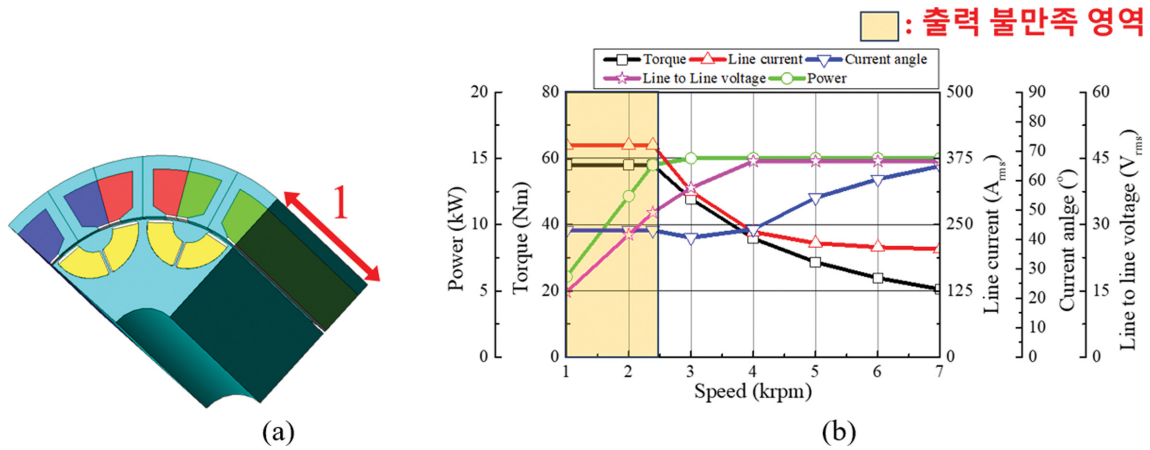 : 출력 불만족 영역
Torque Line current Current angle
Line to Line voltage Power
1
20 80 500 90 60
80
15 60 375 70 45
60
50
10 40 250 40 30
30
5 20 125 20 15
10
0 0 0 0 0
Power (kW)
Torque (Nm)
Line current (Arms)
Current anlge (o)
Line to line voltage (Vrms)
1 2 3 4 5 6 7
Speed (krpm)
(a) (b)